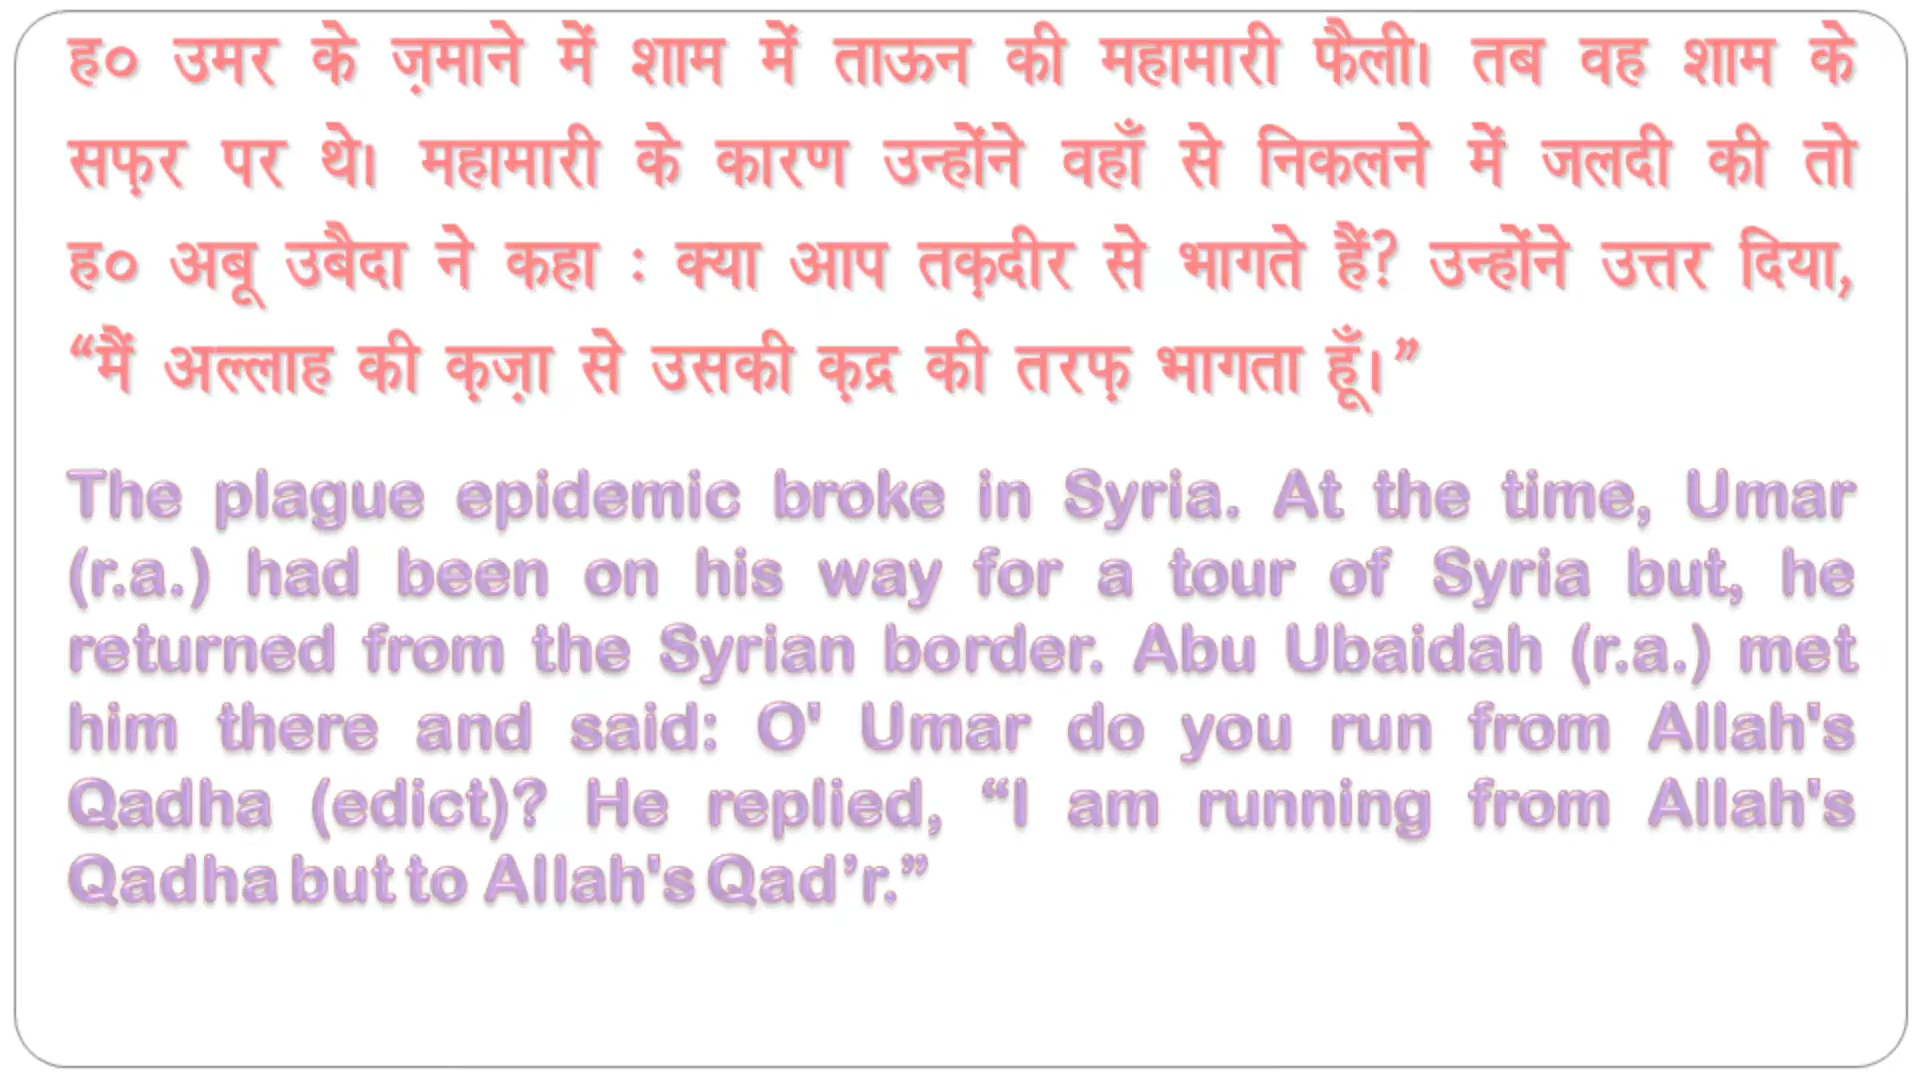 ह० उमर के ज़माने में शाम में ताऊन की महामारी फैली। तब वह शाम के
सफ़र पर थे। महामारी के कारण उन्होंने वहाँ से निकलने में जलदी की तो
ह० अबू उबैदा ने कहा : क्या आप तक़दीर से भागते हैं? उन्होंने उत्तर दिया,
“मैं अल्लाह की क़ज़ा से उसकी क़द्र की तरफ़ भागता हूँ।”
The plague epidemic broke in Syria. At the time, Umar
(r.a.) had been on his way for a tour of Syria but, he
returned from the Syrian border. Abu Ubaidah (r.a.) met
him there and said: O' Umar do you run from Allah's
Qadha (edict)? He replied, “I am running from Allah's
Qadha but to Allah's Qad’r.”